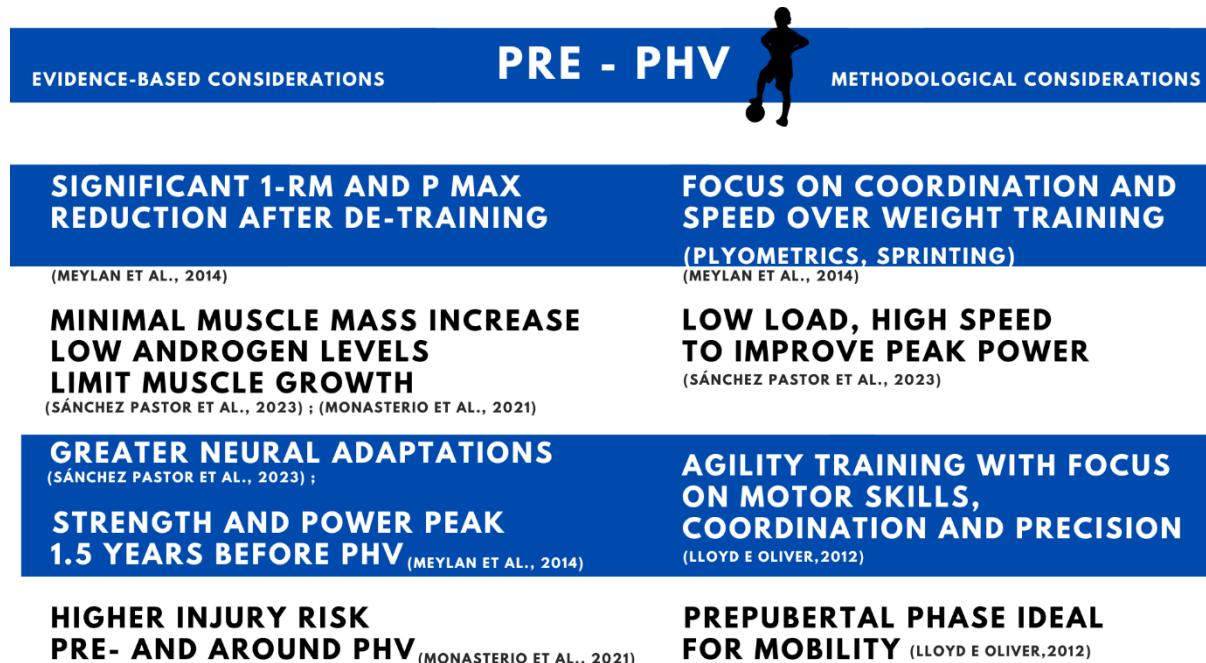 PRE - PHV
EVIDENCE-BASED CONSIDERATIONS
METHODOLOGICAL CONSIDERATIONS
SIGNIFICANT 1-RM AND P MAX
REDUCTION AFTER DE-TRAINING
(MEYLAN ET AL., 2014)
FOCUS ON COORDINATION AND
SPEED OVER WEIGHT TRAINING
(PLYOMETRICS, SPRINTING)
(MEYLAN ET AL., 2014)
MINIMAL MUSCLE MASS INCREASE
LOW ANDROGEN LEVELS
LIMIT MUSCLE GROWTH
(SÁNCHEZ PASTOR ET AL., 2023) ; (MONASTERIO ET AL., 2021)
LOW LOAD, HIGH SPEED
TO IMPROVE PEAK POWER
(SÁNCHEZ PASTOR ET AL., 2023)
GREATER NEURAL ADAPTATIONS
(SÁNCHEZ PASTOR ET AL., 2023) ;
STRENGTH AND POWER PEAK
1.5 YEARS BEFORE PHV (MEYLAN ET AL., 2014)
AGILITY TRAINING WITH FOCUS
ON MOTOR SKILLS,
COORDINATION AND PRECISION
(LLOYD E OLIVER,2012)
HIGHER INJURY RISK
PRE- AND AROUND PHV (MONASTERIO ET AL., 2021)
PREPUBERTAL PHASE IDEAL
FOR MOBILITY (LLOYD E OLIVER,2012)